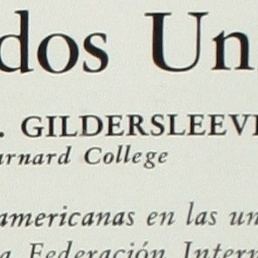 dos Un
. GILDERSLEEVE
arnard College
americanas en las un
a Federación Intern